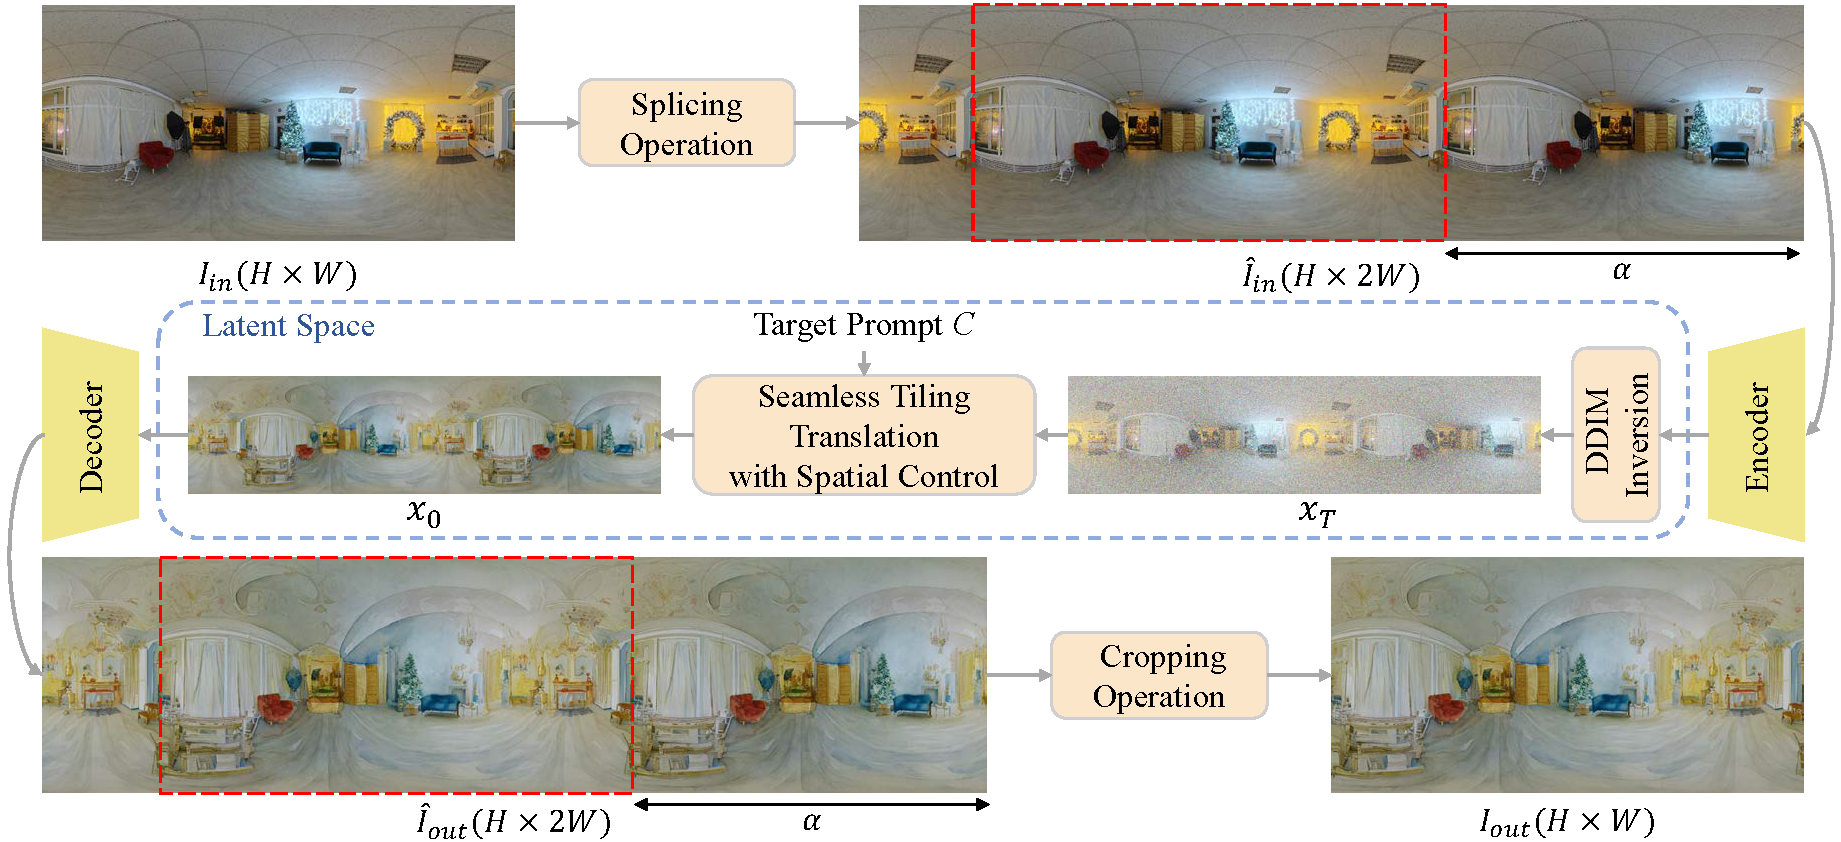 Splicing
Operation
$I_{in}(H \times W)$
$\hat{I}_{in}(H \times 2W)$
$\alpha$
Latent Space
Target Prompt $C$
Decoder
Seamless Tiling
Translation
with Spatial Control
DDIM
Inversion
Encoder
$x_0$
$x_T$
Cropping
Operation
$\hat{I}_{out}(H \times 2W)$
$\alpha$
$I_{out}(H \times W)$